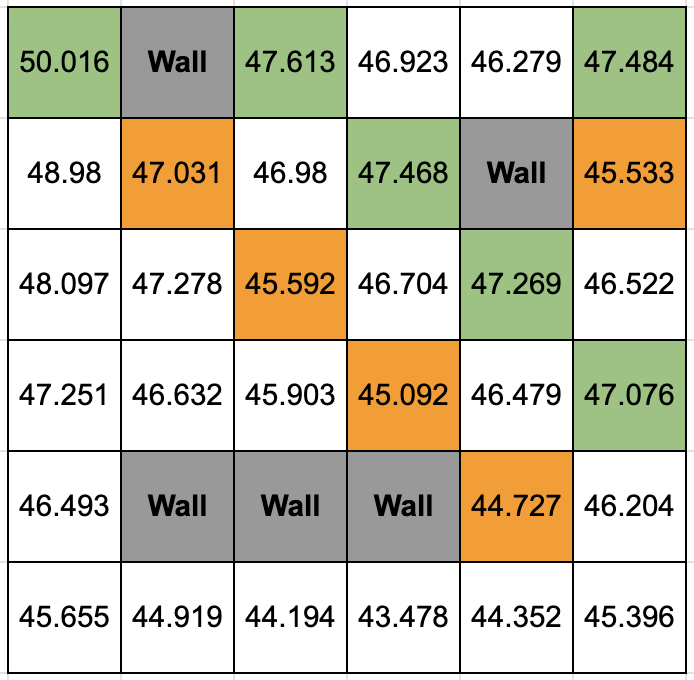 50.016 Wall 47.613 46.923 46.279 47.484
48.98 47.031 46.98 47.468 Wall 45.533
48.097 47.278 45.592 46.704 47.269 46.522
47.251 46.632 45.903 45.092 46.479 47.076
46.493 Wall Wall Wall 44.727 46.204
45.655 44.919 44.194 43.478 44.352 45.396